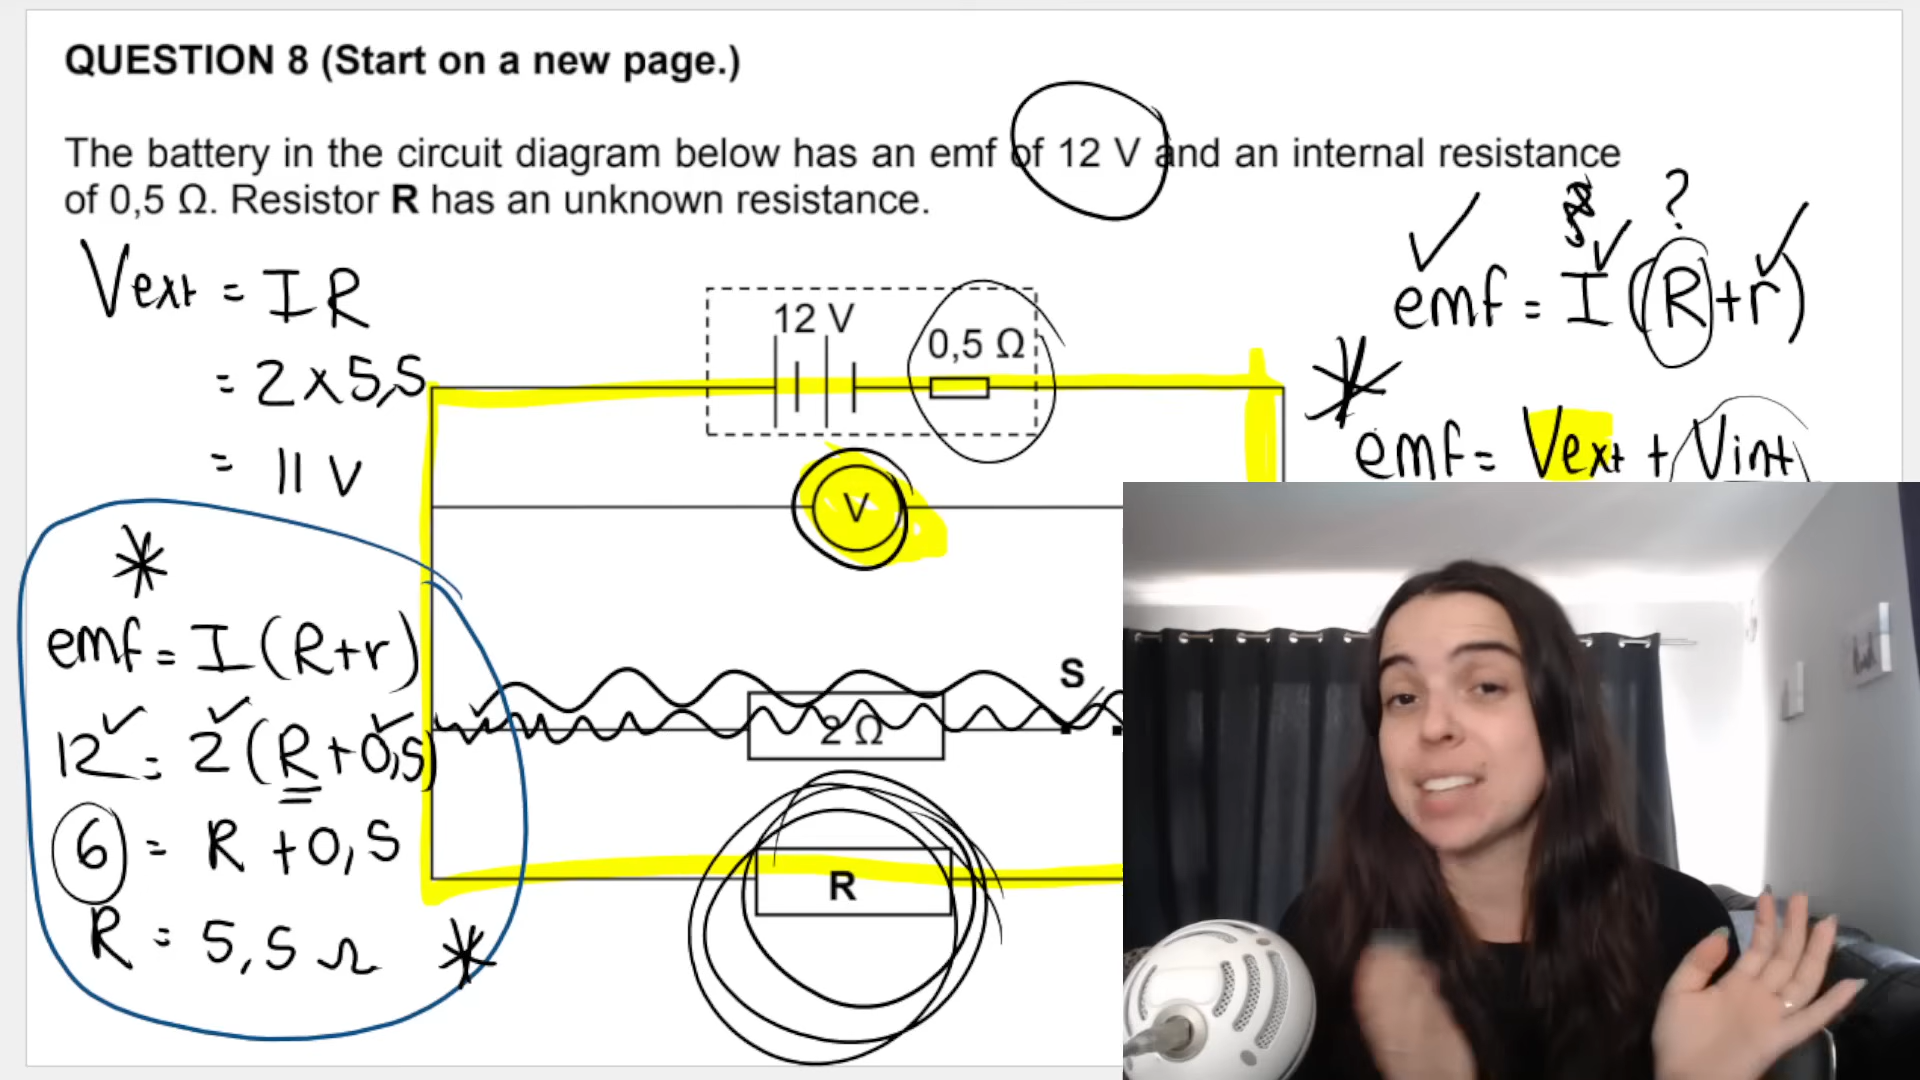 QUESTION 8 (Start on a new page.)
The battery in the circuit diagram below has an emf of 12 V and an internal resistance
of 0,5 Ω. Resistor R has an unknown resistance.
Vext = IR
= 2 x 5,5
= 11 V
12 V
0,5 Ω
V
S
2 Ω
R
?
emf = I (R+r)
emf = Vext + Vint
emf = I (R+r)
12 = 2 (R+0,5)
6 = R + 0,5
R = 5,5 Ω